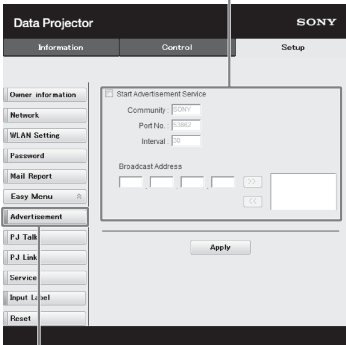 Data Projector SONY
Information Control Setup
Owner information
Network
WLAN Setting
Password
Mail Report
Easy Menu
Advertisement
PJ Talk
PJ Link
Service
Input Label
Reset
Start Advertisement Service
Community : SONY
Port No. : 53862
Interval : 30
Broadcast Address
>>
<<
Apply